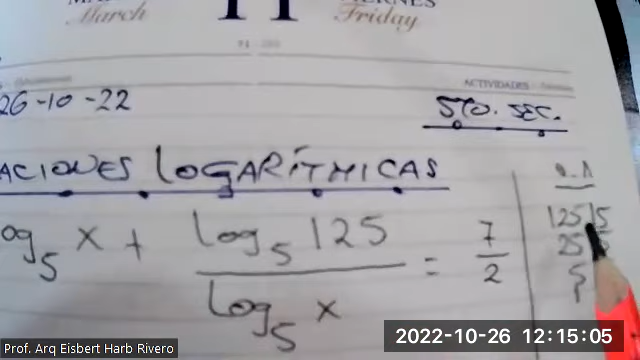 March
11
Friday
ACTIVIDADES
26-10-22
5TO. SEC.
ACIONES LOGARÍTMICAS
og5 x + log5 125 / log5 x = 7/2
125|5
25
5
Prof. Arq Eisbert Harb Rivero
2022-10-26 12:15:05